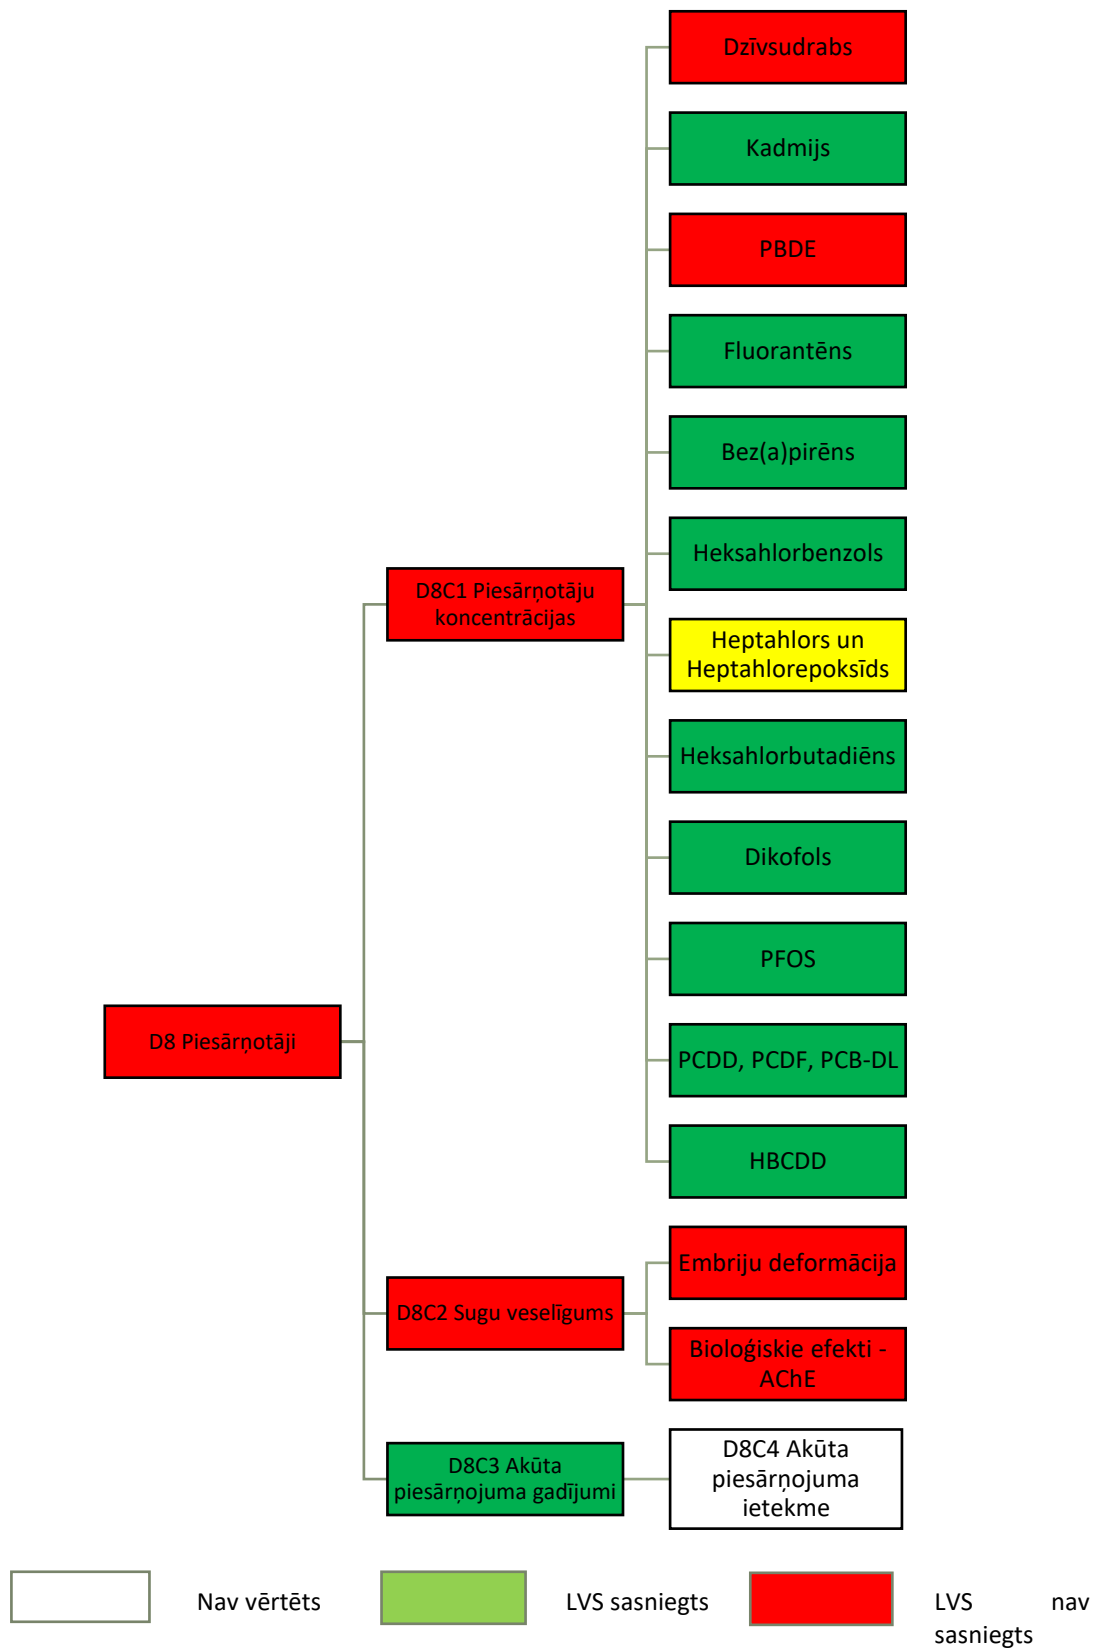 Dzīvsudrabs
Kadmijs
PBDE
Fluorantēns
Bez(a)pirēns
Heksahlorbenzols
D8C1 Piesārņotāju
koncentrācijas
Heptahlors un
Heptahlorepoksīds
Heksahlorbutadiēns
Dikofols
PFOS
D8 Piesārņotāji
PCDD, PCDF, PCB-DL
HBCDD
Embriju deformācija
D8C2 Sugu veselīgums
Bioloģiskie efekti -
AChE
D8C3 Akūta
piesārņojuma gadījumi
D8C4 Akūta
piesārņojuma
ietekme
Nav vērtēts
LVS sasniegts
LVS nav
sasniegts